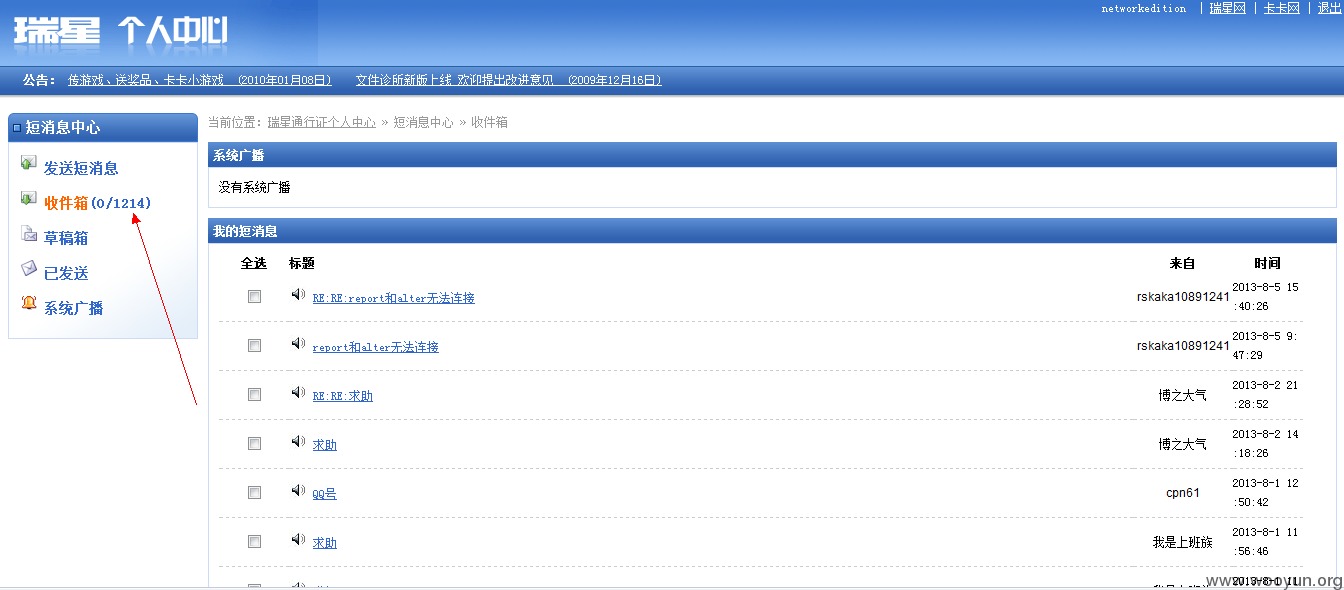 networkedition | 瑞星网 | 卡卡网 | 退出
瑞星 个人中心
公告： 传游戏、送奖品、卡卡小游戏 (2010年01月08日) 文件诊所新版上线 欢迎提出改进意见 (2009年12月16日)
短消息中心
发送短消息
收件箱(0/1214)
草稿箱
已发送
系统广播
当前位置：瑞星通行证个人中心 » 短消息中心 » 收件箱
系统广播
没有系统广播
我的短消息
全选 标题 来自 时间
RE:RE:report和alter无法连接 rskaka10891241 2013-8-5 15
:40:26
report和alter无法连接 rskaka10891241 2013-8-5 9:
47:29
RE:RE:求助 博之大气 2013-8-2 21
:28:52
求助 博之大气 2013-8-2 14
:18:26
QQ号 cpn61 2013-8-1 12
:50:42
求助 我是上班族 2013-8-1 11
:56:46
2013-8-1 11
www.wooyun.org